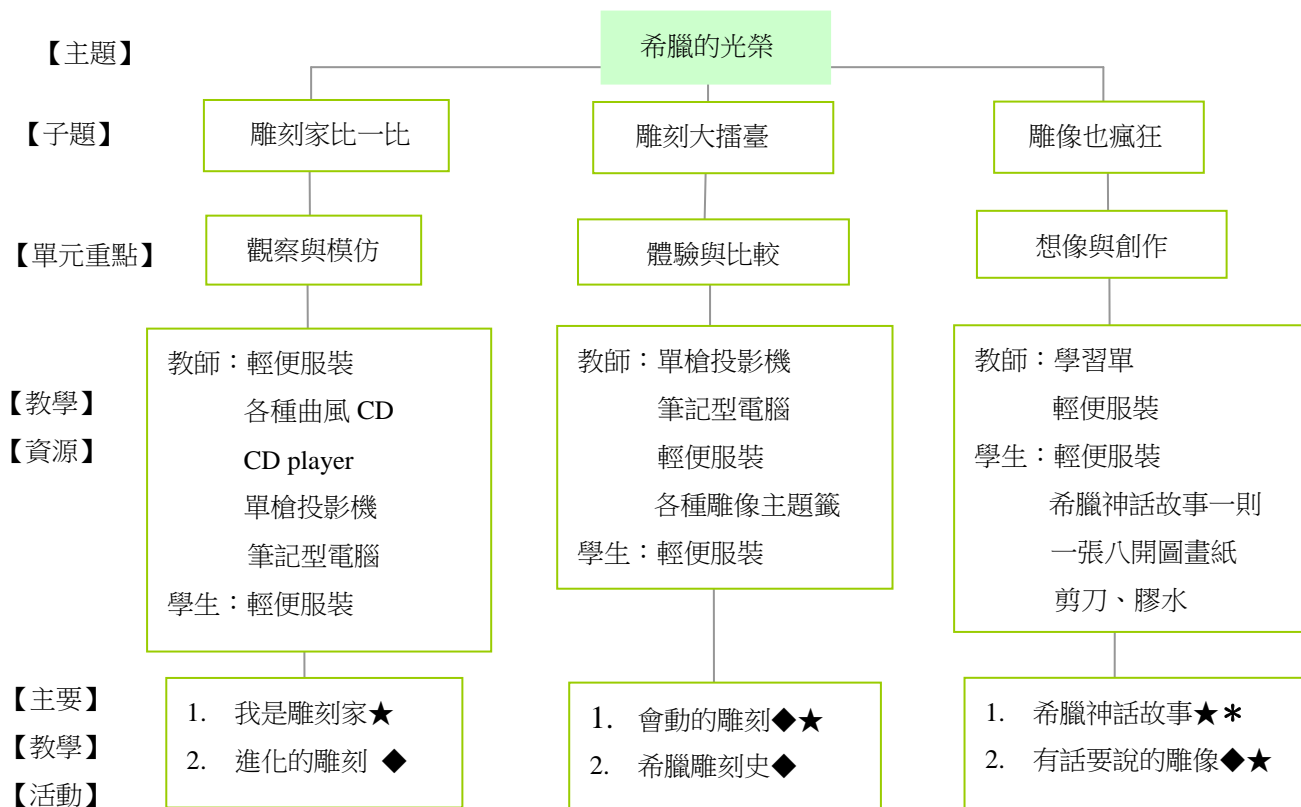 【主題】
希臘的光榮
【子題】
雕刻家比一比
雕刻大擂臺
雕像也瘋狂
【單元重點】
觀察與模仿
體驗與比較
想像與創作
【教學】
【資源】
教師：輕便服裝
各種曲風 CD
CD player
單槍投影機
筆記型電腦
學生：輕便服裝
教師：單槍投影機
筆記型電腦
輕便服裝
各種雕像主題籤
學生：輕便服裝
教師：學習單
輕便服裝
學生：輕便服裝
希臘神話故事一則
一張八開圖畫紙
剪刀、膠水
【主要】
【教學】
【活動】
1. 我是雕刻家★
2. 進化的雕刻 ◆
1. 會動的雕刻◆★
2. 希臘雕刻史◆
1. 希臘神話故事★＊
2. 有話要說的雕像◆★